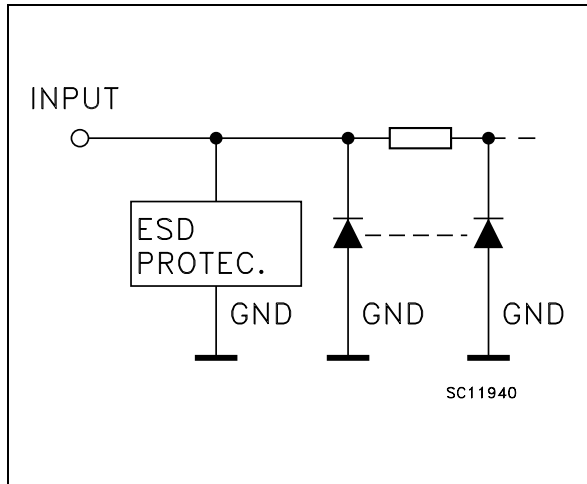 INPUT
ESD
PROTEC.
GND
GND
GND
SC11940